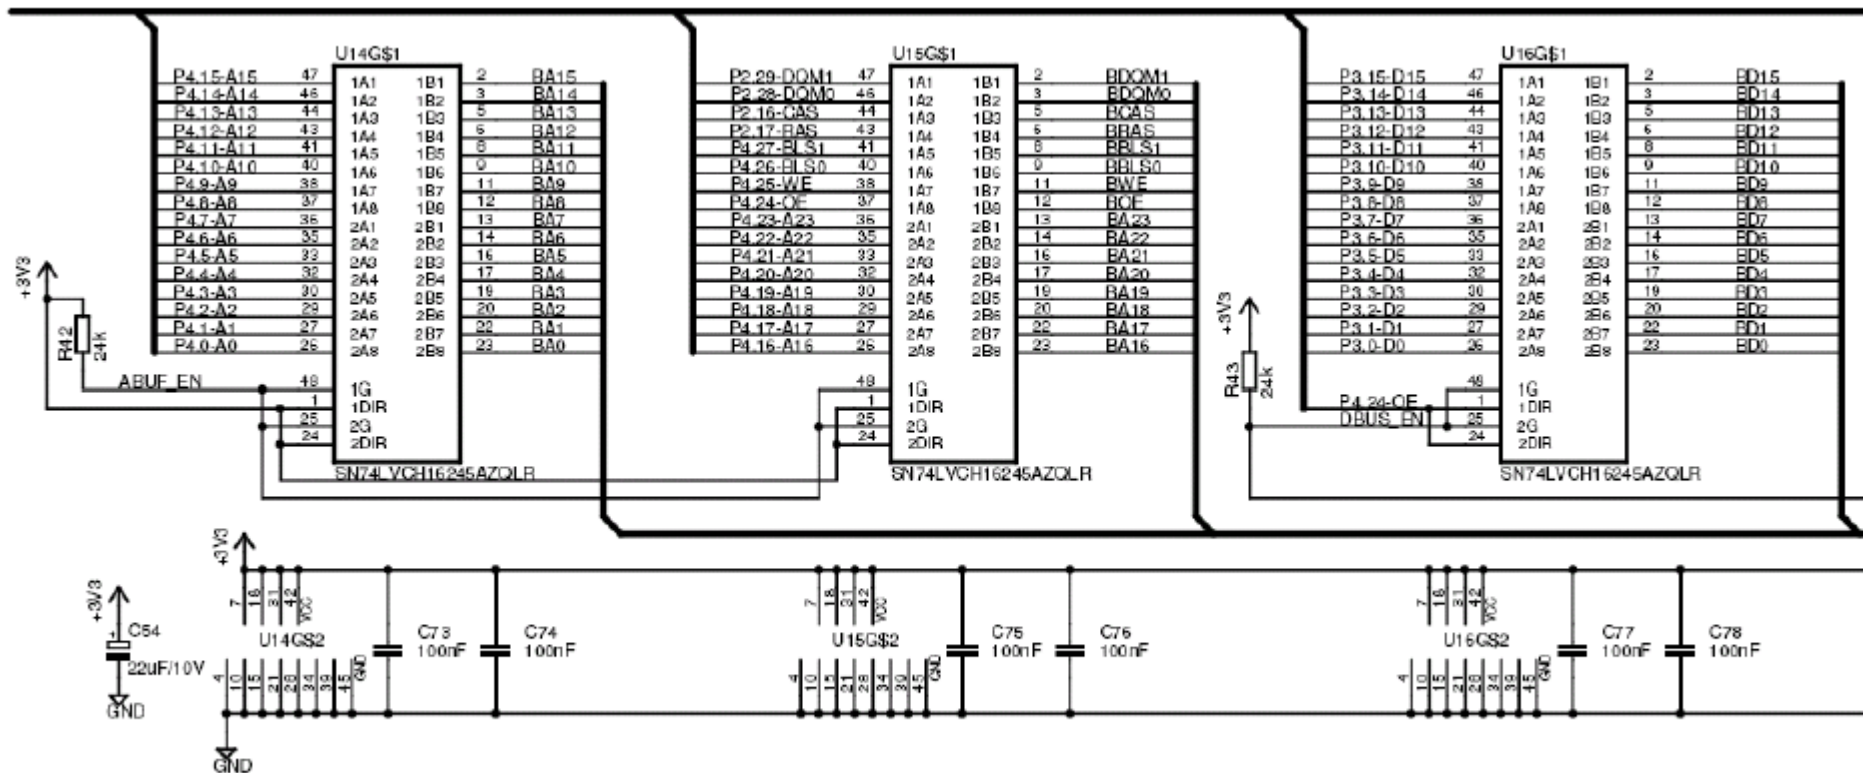 U14G$1 U15G$1 U16G$1
P4.15-A15 47 1A1 1B1 2 BA15 P2.29-DQM1 47 1A1 1B1 2 BDQM1 P3.15-D15 47 1A1 1B1 2 BD15
P4.14-A14 46 1A2 1B2 3 BA14 P2.28-DQM0 46 1A2 1B2 3 BDQM0 P3.14-D14 46 1A2 1B2 3 BD14
P4.13-A13 44 1A3 1B3 5 BA13 P2.16-CAS 44 1A3 1B3 5 BCAS P3.13-D13 44 1A3 1B3 5 BD13
P4.12-A12 43 1A4 1B4 6 BA12 P2.17-RAS 43 1A4 1B4 6 BRAS P3.12-D12 43 1A4 1B4 6 BD12
P4.11-A11 41 1A5 1B5 8 BA11 P4.27-BLS1 41 1A5 1B5 8 BBLS1 P3.11-D11 41 1A5 1B5 8 BD11
P4.10-A10 40 1A6 1B6 9 BA10 P4.26-BLS0 40 1A6 1B6 9 BBLS0 P3.10-D10 40 1A6 1B6 9 BD10
P4.9-A9 38 1A7 1B7 11 BA9 P4.25-WE 38 1A7 1B7 11 BWE P3.9-D9 38 1A7 1B7 11 BD9
P4.8-A8 37 1A8 1B8 12 BA8 P4.24-OE 37 1A8 1B8 12 BOE P3.8-D8 37 1A8 1B8 12 BD8
P4.7-A7 36 2A1 2B1 13 BA7 P4.23-A23 36 2A1 2B1 13 BA23 P3.7-D7 36 2A1 2B1 13 BD7
P4.6-A6 35 2A2 2B2 14 BA6 P4.22-A22 35 2A2 2B2 14 BA22 P3.6-D6 35 2A2 2B2 14 BD6
P4.5-A5 33 2A3 2B3 16 BA5 P4.21-A21 33 2A3 2B3 16 BA21 P3.5-D5 33 2A3 2B3 16 BD5
P4.4-A4 32 2A4 2B4 17 BA4 P4.20-A20 32 2A4 2B4 17 BA20 P3.4-D4 32 2A4 2B4 17 BD4
P4.3-A3 30 2A5 2B5 19 BA3 P4.19-A19 30 2A5 2B5 19 BA19 P3.3-D3 30 2A5 2B5 19 BD3
P4.2-A2 29 2A6 2B6 20 BA2 P4.18-A18 29 2A6 2B6 20 BA18 P3.2-D2 29 2A6 2B6 20 BD2
P4.1-A1 27 2A7 2B7 22 BA1 P4.17-A17 27 2A7 2B7 22 BA17 P3.1-D1 27 2A7 2B7 22 BD1
P4.0-A0 26 2A8 2B8 23 BA0 P4.16-A16 26 2A8 2B8 23 BA16 P3.0-D0 26 2A8 2B8 23 BD0
+3V3 R42 24k +3V3 R43 24k
ABUF_EN 48 1G 48 1G 48 1G
1 1DIR 1 1DIR P4.24-OE 1 1DIR
25 2G 25 2G DBUS_EN 25 2G
24 2DIR 24 2DIR 24 2DIR
SN74LVCH16245AZQLR SN74LVCH16245AZQLR SN74LVCH16245AZQLR
+3V3
+3V3
7 18 31 42 VCC 7 18 31 42 VCC 7 18 31 42 VCC
+ C54 U14G$2 C73 C74 U15G$2 C75 C76 U16G$2 C77 C78
22uF/10V 100nF 100nF 100nF 100nF 100nF 100nF
4 10 15 21 28 34 39 45 GND 4 10 15 21 28 34 39 45 GND 4 10 15 21 28 34 39 45 GND
GND
GND